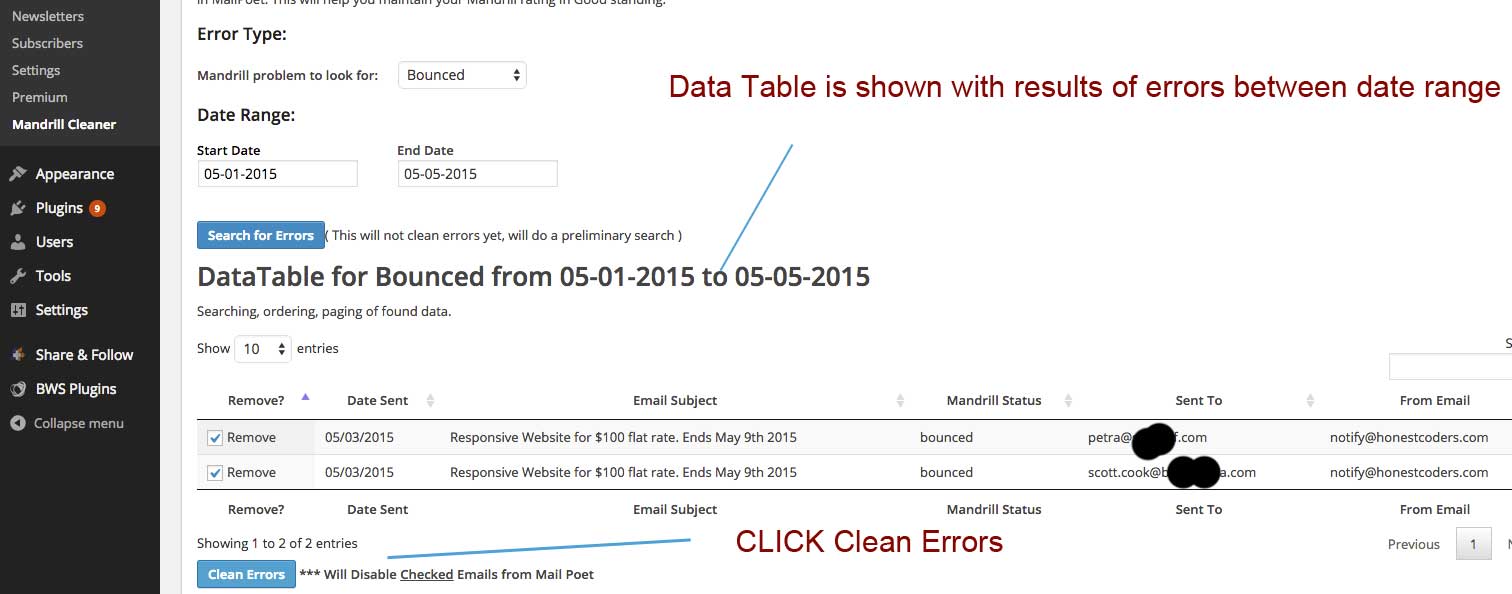 in MailPoet. This will help you maintain your Mandrill rating in Good standing.
Newsletters
Subscribers
Settings
Premium
Mandrill Cleaner
Appearance
Plugins 9
Users
Tools
Settings
Share & Follow
BWS Plugins
Collapse menu
Error Type:
Mandrill problem to look for: Bounced
Data Table is shown with results of errors between date range
Date Range:
Start Date End Date
05-01-2015 05-05-2015
Search for Errors ( This will not clean errors yet, will do a preliminary search )
DataTable for Bounced from 05-01-2015 to 05-05-2015
Searching, ordering, paging of found data.
Show 10 entries
Remove? Date Sent Email Subject Mandrill Status Sent To From Email
Remove 05/03/2015 Responsive Website for $100 flat rate. Ends May 9th 2015 bounced petra@ f.com notify@honestcoders.com
Remove 05/03/2015 Responsive Website for $100 flat rate. Ends May 9th 2015 bounced scott.cook@b a.com notify@honestcoders.com
Remove? Date Sent Email Subject Mandrill Status Sent To From Email
Showing 1 to 2 of 2 entries
CLICK Clean Errors
Previous 1
Clean Errors *** Will Disable Checked Emails from Mail Poet